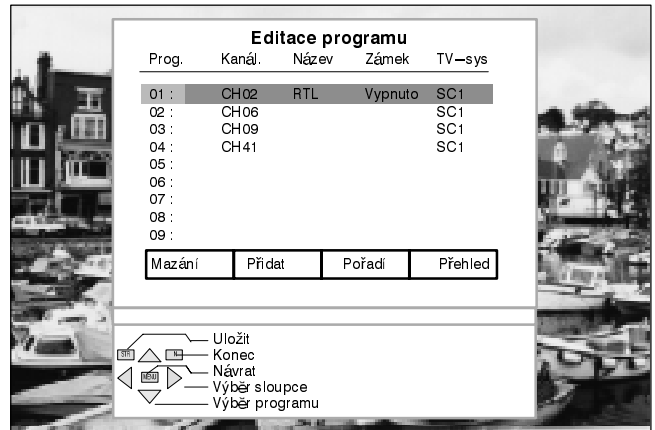 Editace programu
Prog. Kanál. Název Zámek TV–sys
01 : CH02 RTL Vypnuto SC1
02 : CH06 SC1
03 : CH09 SC1
04 : CH41 SC1
05 :
06 :
07 :
08 :
09 :
Mazání Přidat Pořadí Přehled
Uložit
STR N Konec
MENU Návrat
Výběr sloupce
Výběr programu